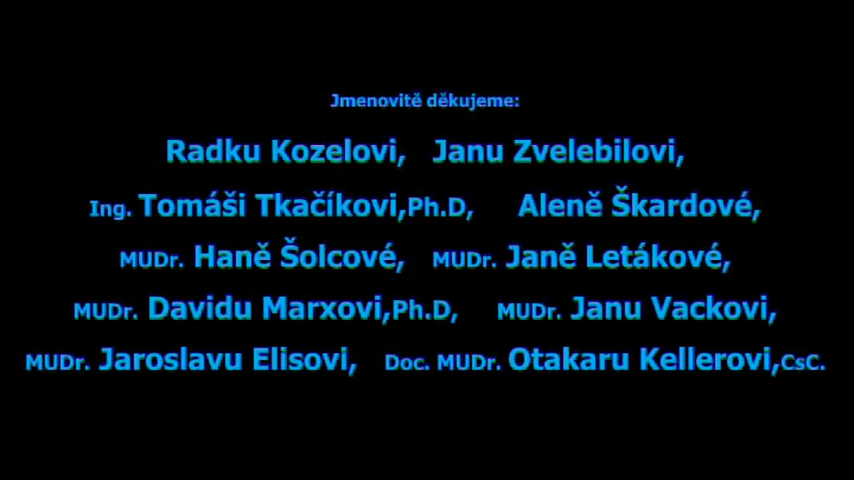 Jmenovitě děkujeme:
Radku Kozelovi, Janu Zvelebilovi,
Ing. Tomáši Tkačíkovi,Ph.D, Aleně Škardové,
MUDr. Haně Šolcové, MUDr. Janě Letákové,
MUDr. Davidu Marxovi,Ph.D, MUDr. Janu Vackovi,
MUDr. Jaroslavu Elisovi, Doc. MUDr. Otakaru Kellerovi,CsC.